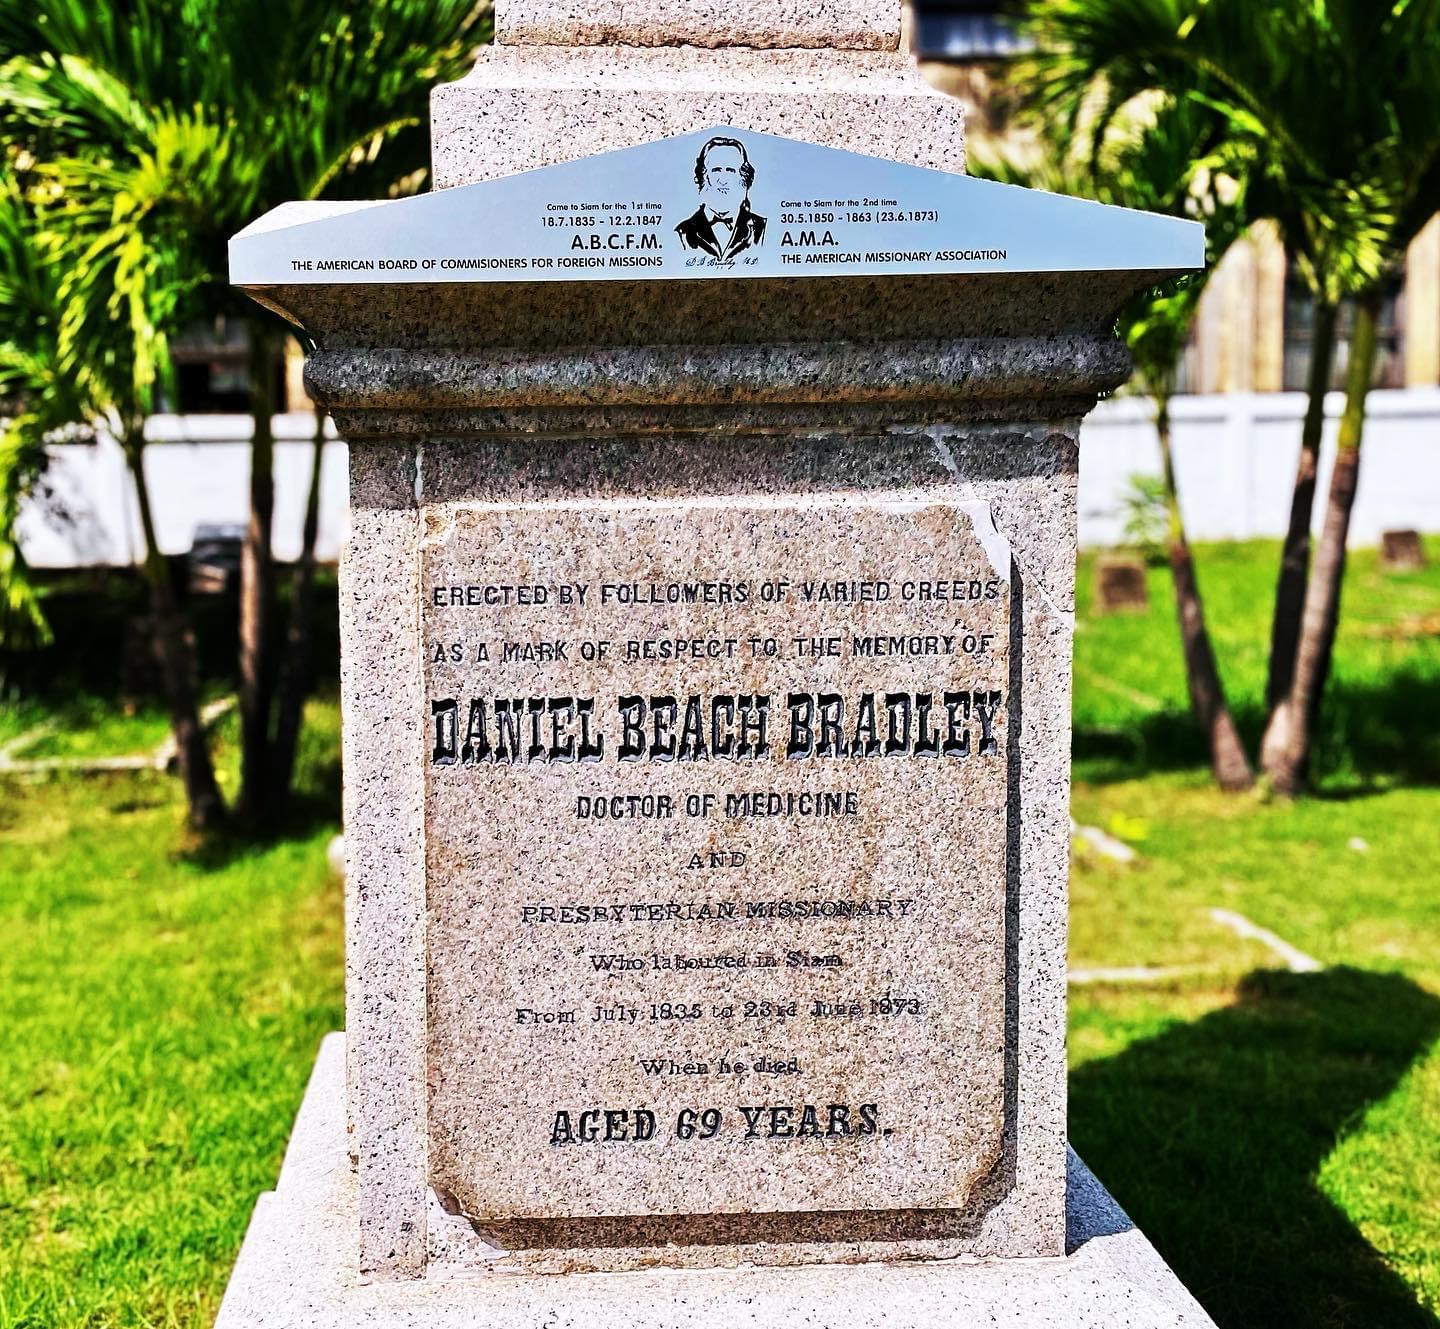 Come to Siam for the 1st time
18.7.1835 - 12.2.1847
A.B.C.F.M.
THE AMERICAN BOARD OF COMMISIONERS FOR FOREIGN MISSIONS
Come to Siam for the 2nd time
30.5.1850 - 1863 (23.6.1873)
A.M.A.
THE AMERICAN MISSIONARY ASSOCIATION
D B Bradley M.D.
ERECTED BY FOLLOWERS OF VARIED CREEDS
AS A MARK OF RESPECT TO THE MEMORY OF
DANIEL BEACH BRADLEY
DOCTOR OF MEDICINE
AND
PRESBYTERIAN MISSIONARY
Who laboured in Siam
From July 1835 to 23rd June 1873
When he died,
AGED 69 YEARS.